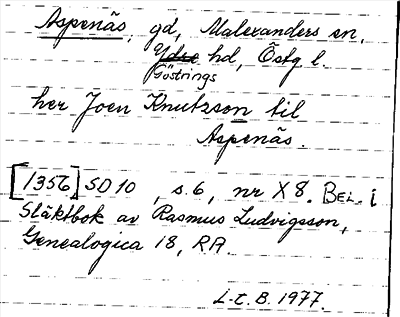 Aspenäs, gd, Malexanders sn,
Ydre hd, Östg l.
Göstrings
her Joen Knutzson til
Aspenäs.
[1356] SD 10, s. 6, nr X 8. Bel. i
Släktbok av Rasmus Ludvigsson,
Genealogica 18, RA.
L-C. B. 1977.